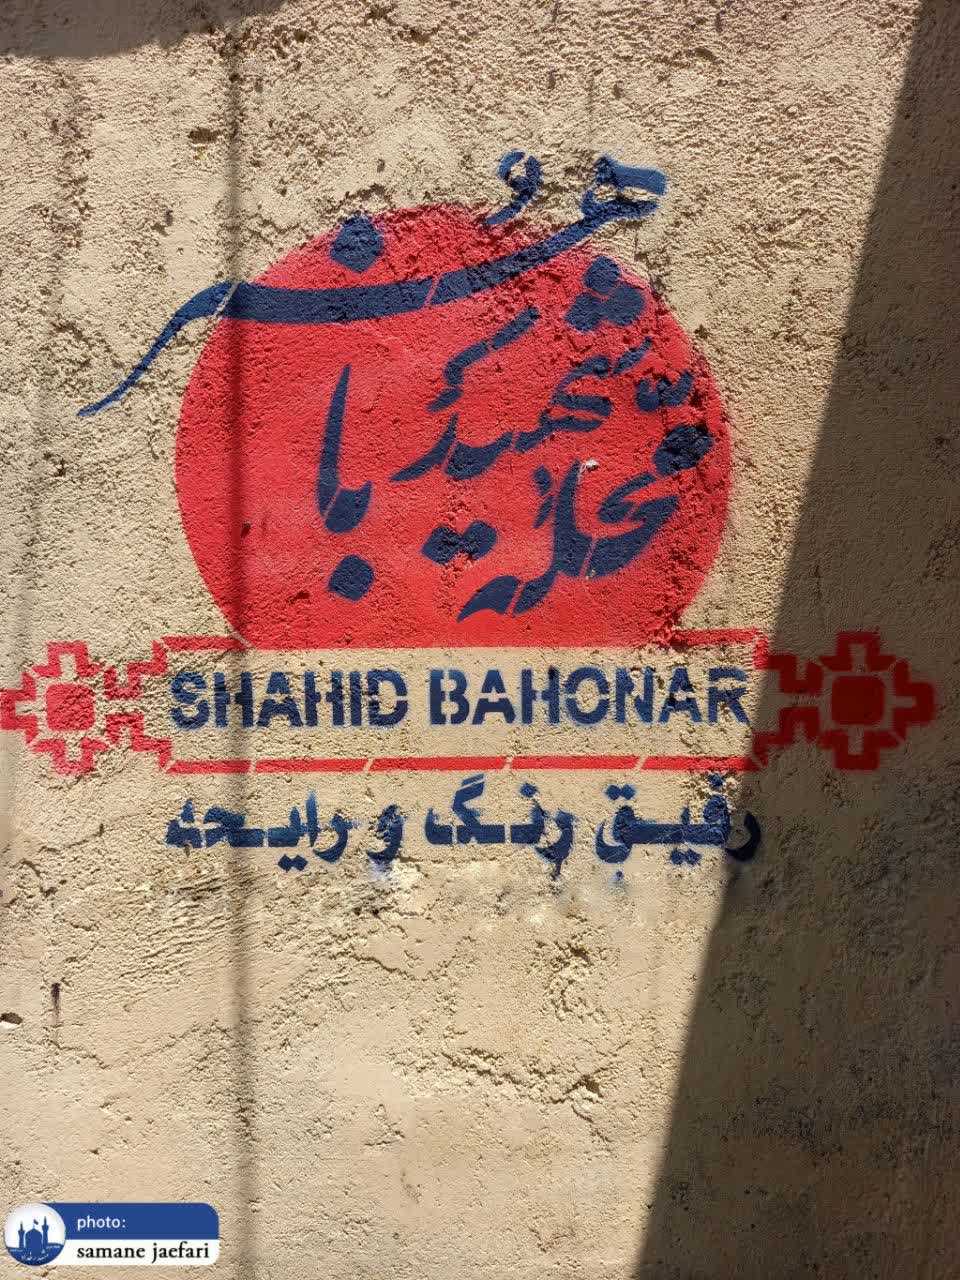 محله شهید باهنر
SHAHID BAHONAR
رفیق رنگ و رایحه
photo:
samane jaefari